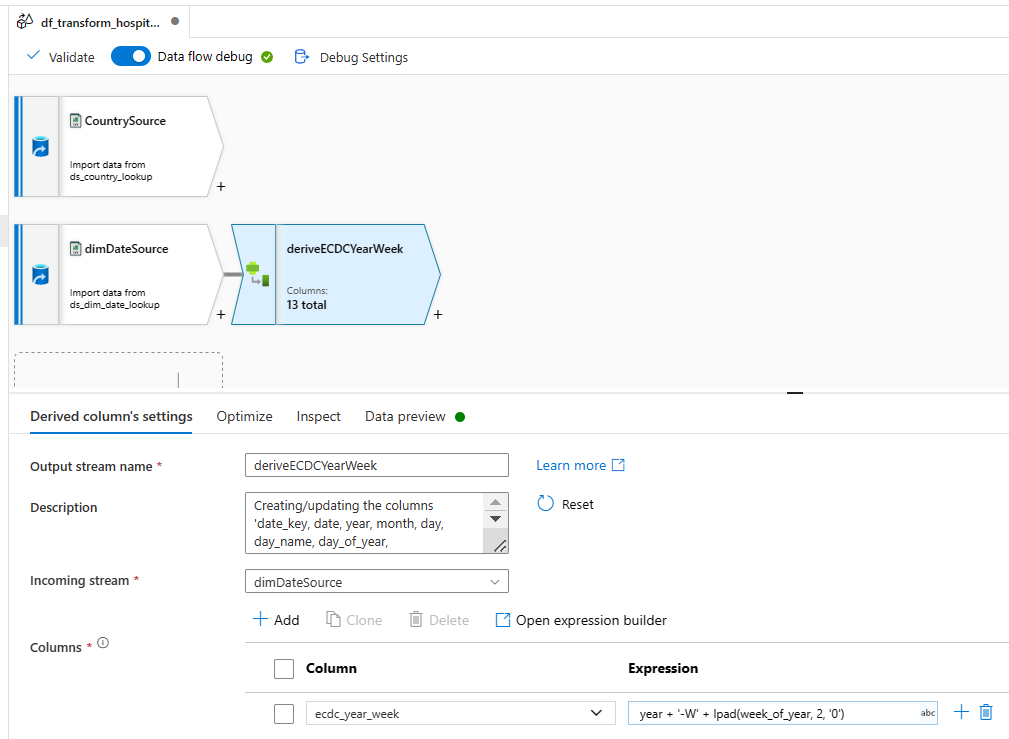 df_transform_hospit...
Validate
Data flow debug
Debug Settings
CountrySource
Import data from
ds_country_lookup
+
dimDateSource
Import data from
ds_dim_date_lookup
+
deriveECDCYearWeek
Columns:
13 total
+
Derived column's settings
Optimize
Inspect
Data preview
Output stream name *
deriveECDCYearWeek
Learn more
Description
Creating/updating the columns
'date_key, date, year, month, day,
day_name, day_of_year,
Reset
Incoming stream *
dimDateSource
+ Add
Clone
Delete
Open expression builder
Columns *
Column
Expression
ecdc_year_week
year + '-W' + lpad(week_of_year, 2, '0')
abc